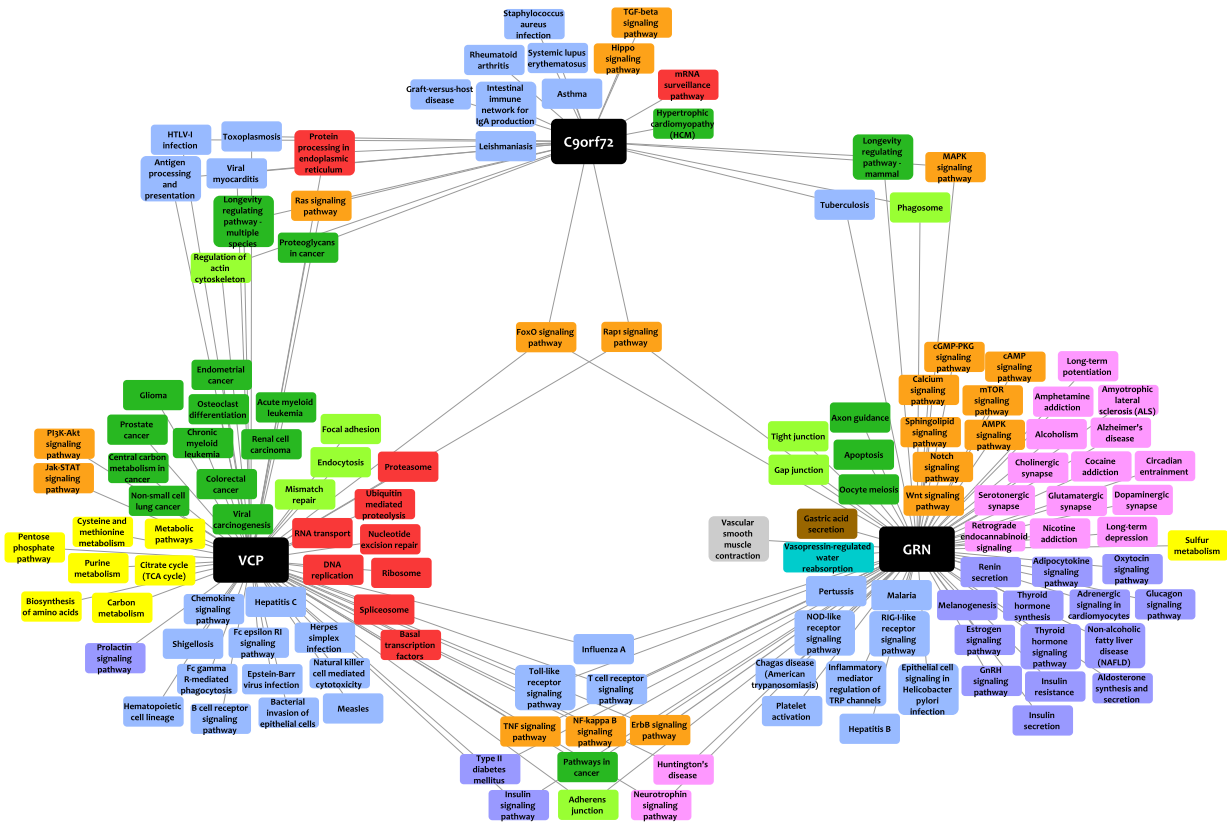 Staphylococcus
aureus
infection
TGF-beta
signaling
pathway
Rheumatoid
arthritis
Systemic lupus
erythematosus
Hippo
signaling
pathway
Graft-versus-host
disease
Intestinal
immune
network for
IgA production
Asthma
mRNA
surveillance
pathway
Hypertrophic
cardiomyopathy
(HCM)
Leishmaniasis
C9orf72
HTLV-I
infection
Toxoplasmosis
Protein
processing in
endoplasmic
reticulum
Antigen
processing
and
presentation
Viral
myocarditis
Longevity
regulating
pathway -
multiple
species
Ras signaling
pathway
Proteoglycans
in cancer
Regulation of
actin
cytoskeleton
Longevity
regulating
pathway -
mammal
MAPK
signaling
pathway
Tuberculosis
Phagosome
FoxO signaling
pathway
Rap1 signaling
pathway
Endometrial
cancer
Glioma
Osteoclast
differentiation
Acute myeloid
leukemia
Prostate
cancer
Chronic
myeloid
leukemia
Renal cell
carcinoma
PI3K-Akt
signaling
pathway
Jak-STAT
signaling
pathway
Central carbon
metabolism in
cancer
Colorectal
cancer
Non-small cell
lung cancer
Viral
carcinogenesis
Focal adhesion
Endocytosis
Mismatch
repair
Proteasome
Ubiquitin
mediated
proteolysis
RNA transport
Nucleotide
excision repair
DNA
replication
Ribosome
Spliceosome
Basal
transcription
factors
Cysteine and
methionine
metabolism
Metabolic
pathways
Pentose
phosphate
pathway
Purine
metabolism
Citrate cycle
(TCA cycle)
Biosynthesis
of amino acids
Carbon
metabolism
VCP
Chemokine
signaling
pathway
Hepatitis C
Shigellosis
Fc epsilon RI
signaling
pathway
Herpes
simplex
infection
Prolactin
signaling
pathway
Fc gamma
R-mediated
phagocytosis
Epstein-Barr
virus infection
Natural killer
cell mediated
cytotoxicity
Hematopoietic
cell lineage
B cell receptor
signaling
pathway
Bacterial
invasion of
epithelial cells
Measles
Influenza A
Toll-like
receptor
signaling
pathway
T cell receptor
signaling
pathway
TNF signaling
pathway
NF-kappa B
signaling
pathway
ErbB signaling
pathway
Type II
diabetes
mellitus
Pathways in
cancer
Huntington's
disease
Insulin
signaling
pathway
Adherens
junction
Neurotrophin
signaling
pathway
cGMP-PKG
signaling
pathway
cAMP
signaling
pathway
Long-term
potentiation
Calcium
signaling
pathway
mTOR
signaling
pathway
Amphetamine
addiction
Amyotrophic
lateral
sclerosis (ALS)
Axon guidance
Sphingolipid
signaling
pathway
AMPK
signaling
pathway
Alcoholism
Alzheimer's
disease
Tight junction
Apoptosis
Notch
signaling
pathway
Cholinergic
synapse
Cocaine
addiction
Circadian
entrainment
Gap junction
Oocyte meiosis
Wnt signaling
pathway
Serotonergic
synapse
Glutamatergic
synapse
Dopaminergic
synapse
Vascular
smooth
muscle
contraction
Gastric acid
secretion
Vasopressin-regulated
water
reabsorption
GRN
Retrograde
endocannabinoid
signaling
Nicotine
addiction
Long-term
depression
Sulfur
metabolism
Renin
secretion
Adipocytokine
signaling
pathway
Oxytocin
signaling
pathway
Pertussis
Malaria
Melanogenesis
Thyroid
hormone
synthesis
Adrenergic
signaling in
cardiomyocytes
Glucagon
signaling
pathway
NOD-like
receptor
signaling
pathway
RIG-I-like
receptor
signaling
pathway
Estrogen
signaling
pathway
Thyroid
hormone
signaling
pathway
Non-alcoholic
fatty liver
disease
(NAFLD)
Chagas disease
(American
trypanosomiasis)
Inflammatory
mediator
regulation of
TRP channels
Epithelial cell
signaling in
Helicobacter
pylori
infection
GnRH
signaling
pathway
Insulin
resistance
Aldosterone
synthesis and
secretion
Platelet
activation
Hepatitis B
Insulin
secretion